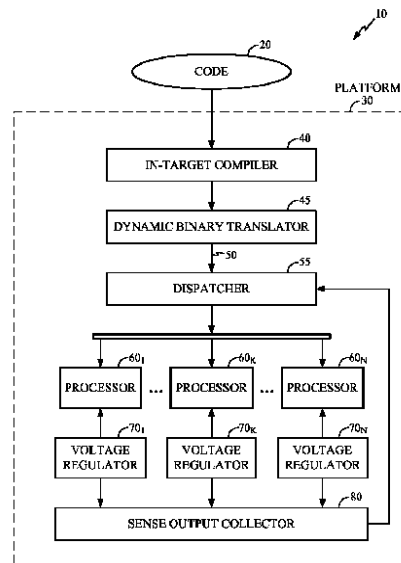 10
20
CODE
PLATFORM
30
40
IN-TARGET COMPILER
45
DYNAMIC BINARY TRANSLATOR
50
55
DISPATCHER
60₁ 60K 60N
PROCESSOR ... PROCESSOR ... PROCESSOR
70₁ 70K 70N
VOLTAGE VOLTAGE VOLTAGE
REGULATOR REGULATOR REGULATOR
80
SENSE OUTPUT COLLECTOR